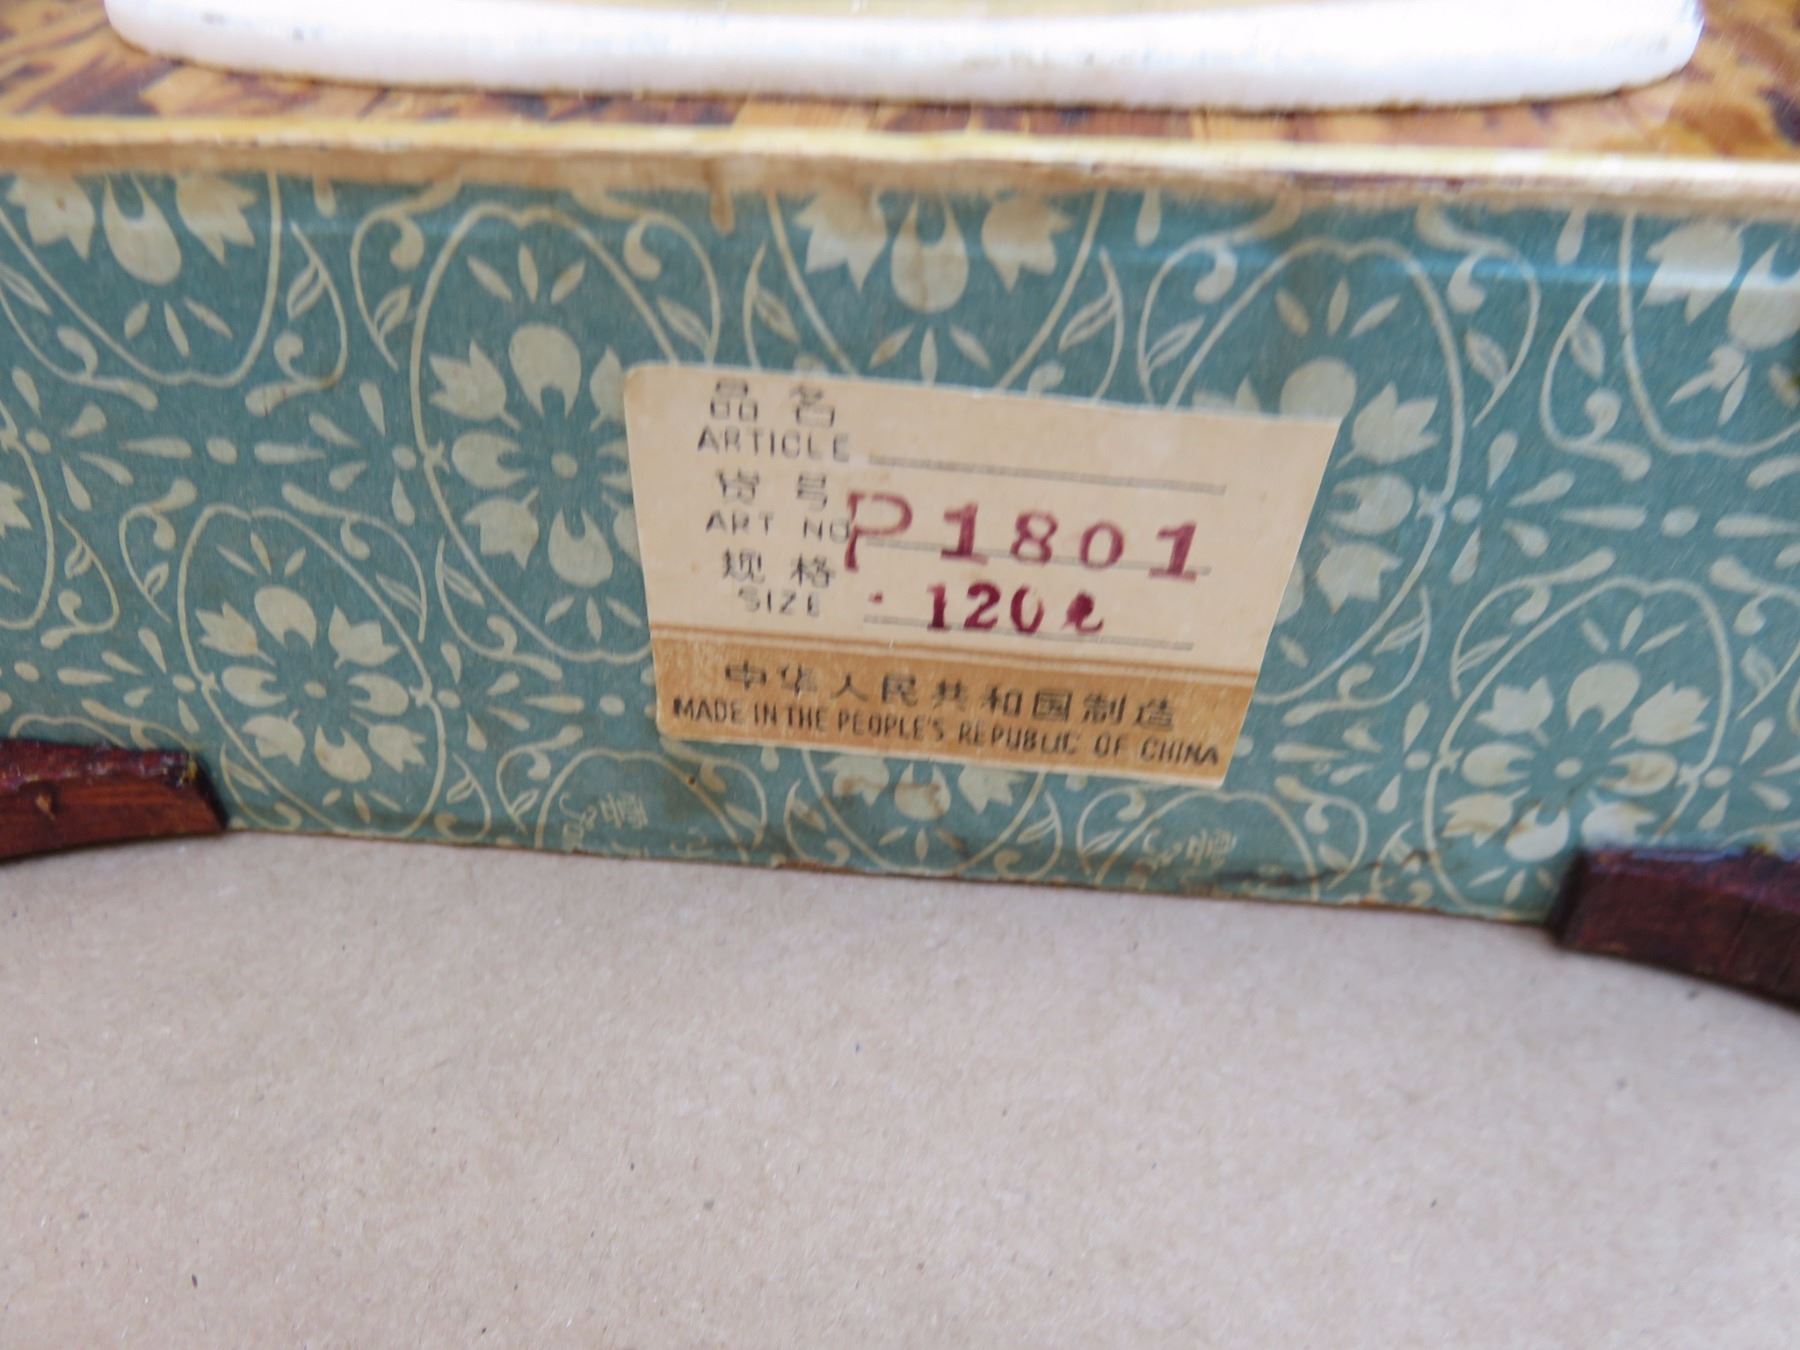 品名
ARTICLE
货号
ART NO P1801
规格
SIZE 120
中华人民共和国制造
MADE IN THE PEOPLE'S REPUBLIC OF CHINA